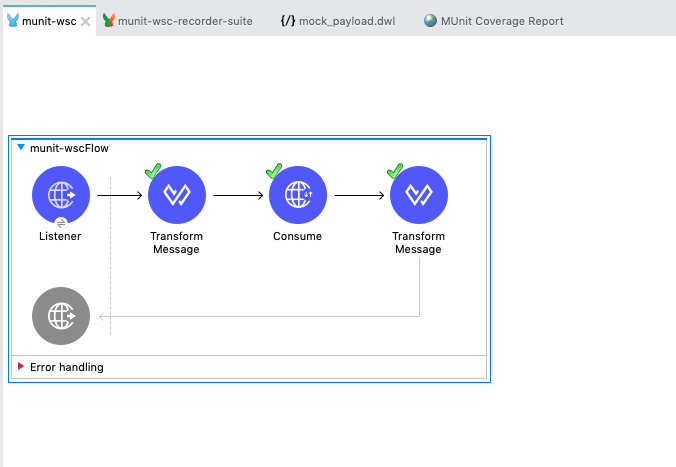 munit-wsc
munit-wsc-recorder-suite
{/} mock_payload.dwl
MUnit Coverage Report
munit-wscFlow
Listener
Transform
Message
Consume
Transform
Message
Error handling